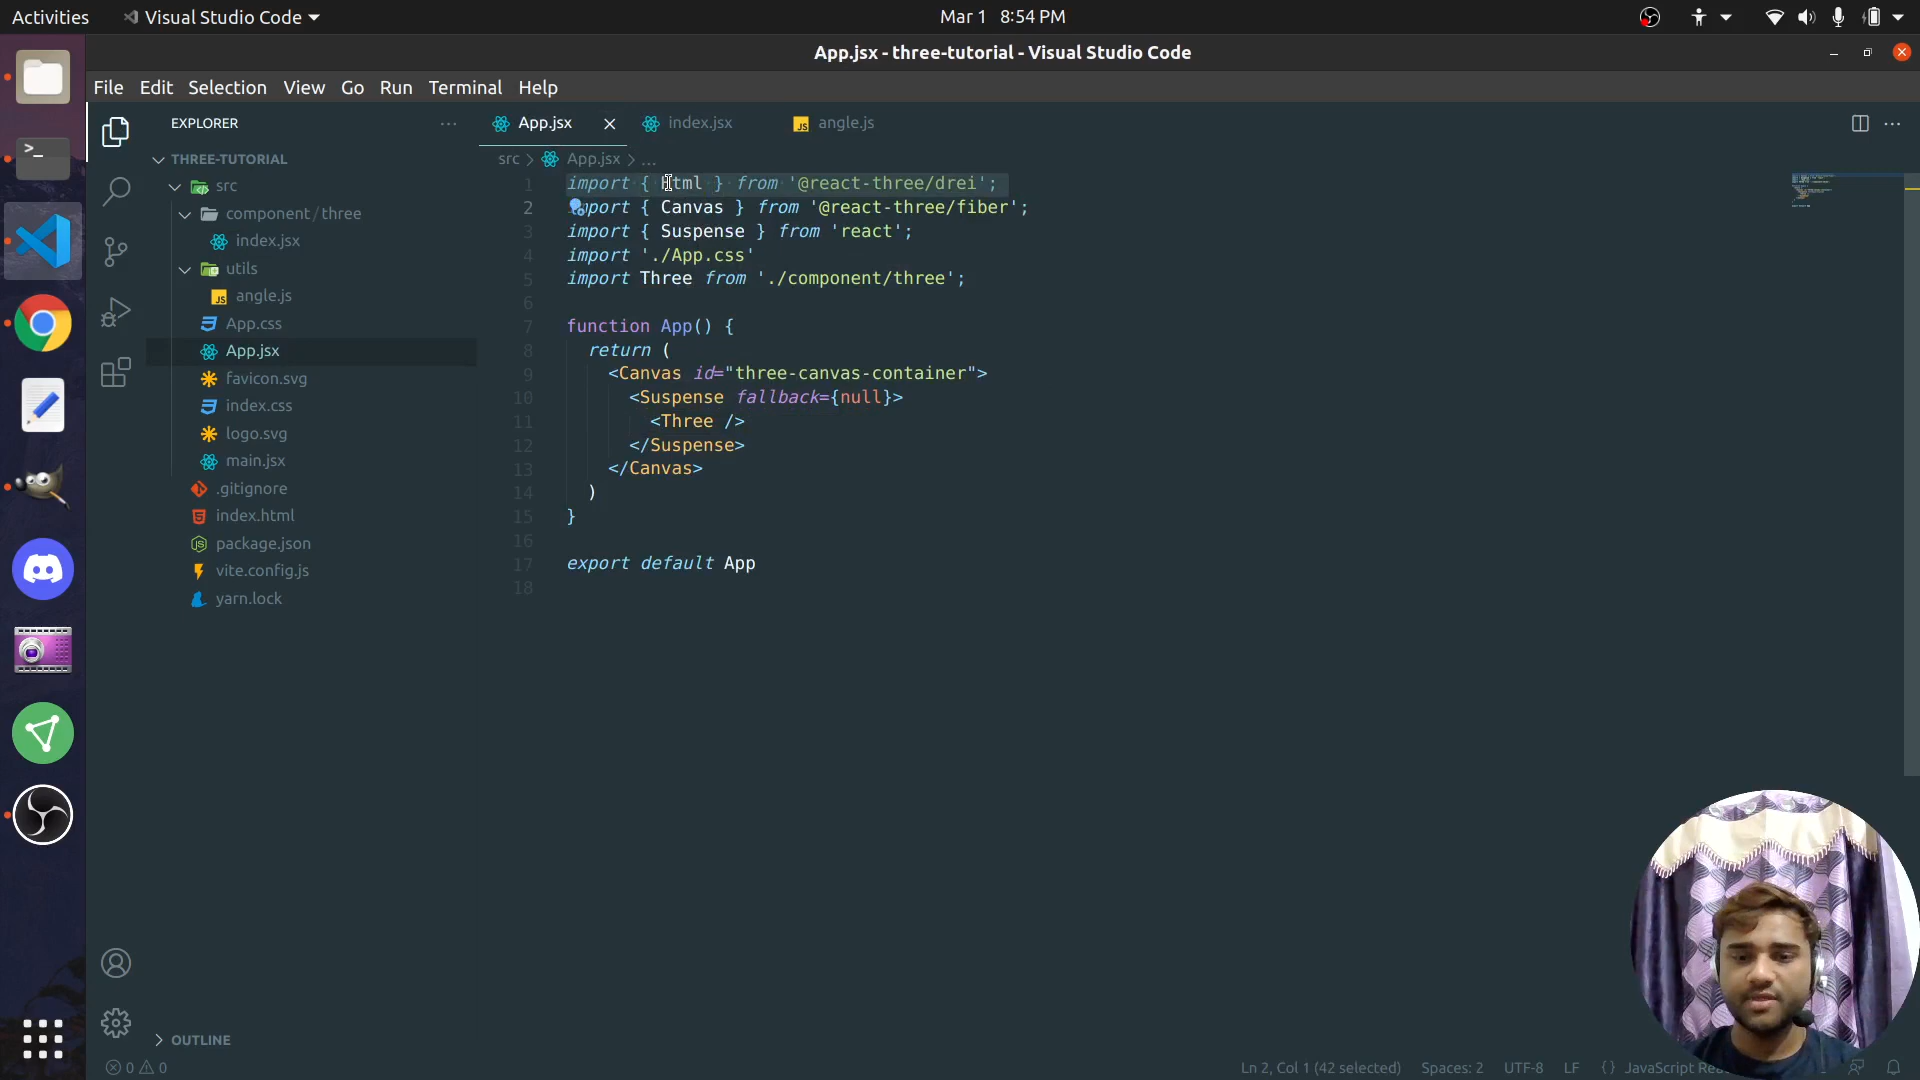 Activities
Visual Studio Code
Mar 1 8:54 PM
App.jsx - three-tutorial - Visual Studio Code
File Edit Selection View Go Run Terminal Help
EXPLORER
THREE-TUTORIAL
src
component / three
index.jsx
utils
angle.js
App.css
App.jsx
favicon.svg
index.css
logo.svg
main.jsx
.gitignore
index.html
package.json
vite.config.js
yarn.lock
OUTLINE
App.jsx
index.jsx
angle.js
src > App.jsx > ...
1 import { Html } from '@react-three/drei';
2 import { Canvas } from '@react-three/fiber';
3 import { Suspense } from 'react';
4 import './App.css'
5 import Three from './component/three';
6
7 function App() {
8 return (
9 <Canvas id="three-canvas-container">
10 <Suspense fallback={null}>
11 <Three />
12 </Suspense>
13 </Canvas>
14 )
15 }
16
17 export default App
18
0 0
Ln 2, Col 1 (42 selected)
Spaces: 2
UTF-8
LF
{} JavaScript